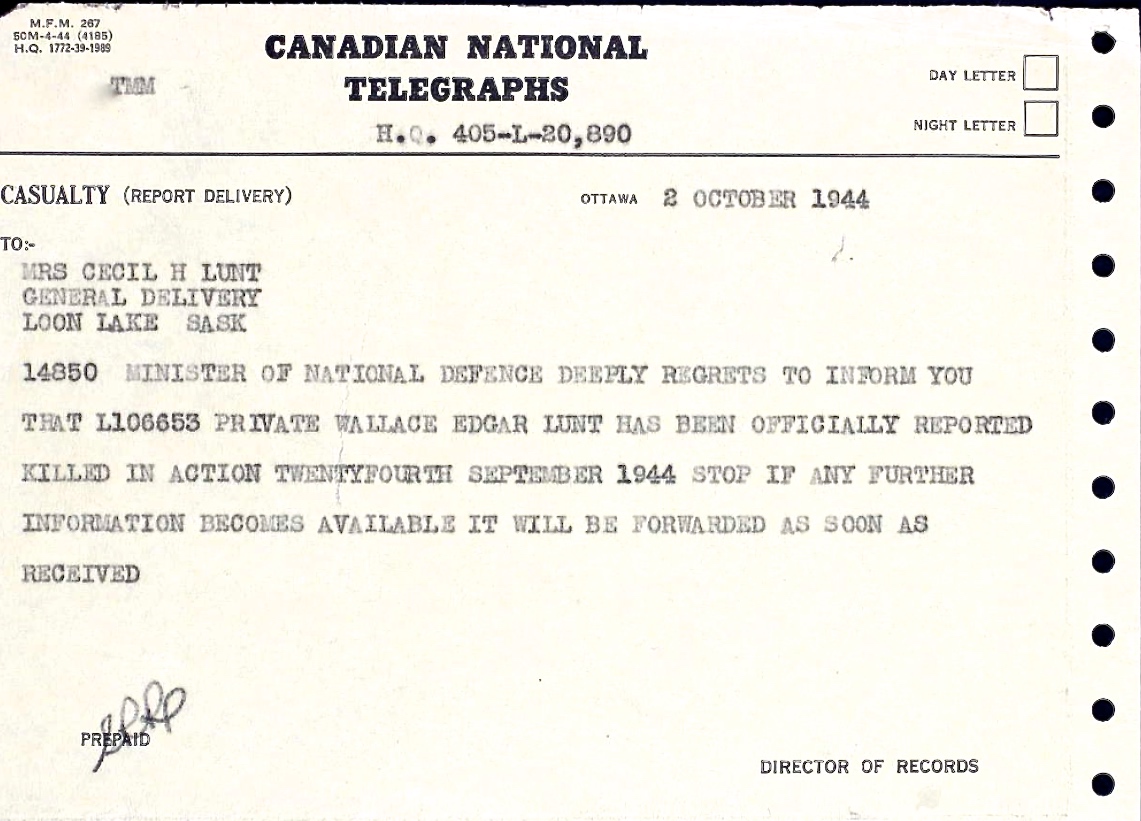 M.F.M. 267
50M-4-44 (4185)
H.Q. 1772-39-1989
CANADIAN NATIONAL
TELEGRAPHS
TMM
DAY LETTER
NIGHT LETTER
H.Q. 405-L-20,890
CASUALTY (REPORT DELIVERY)
OTTAWA 2 OCTOBER 1944
TO:-
MRS CECIL H LUNT
GENERAL DELIVERY
LOON LAKE SASK
14850 MINISTER OF NATIONAL DEFENCE DEEPLY REGRETS TO INFORM YOU
THAT L106653 PRIVATE WALLACE EDGAR LUNT HAS BEEN OFFICIALLY REPORTED
KILLED IN ACTION TWENTYFOURTH SEPTEMBER 1944 STOP IF ANY FURTHER
INFORMATION BECOMES AVAILABLE IT WILL BE FORWARDED AS SOON AS
RECEIVED
PREPAID
DIRECTOR OF RECORDS